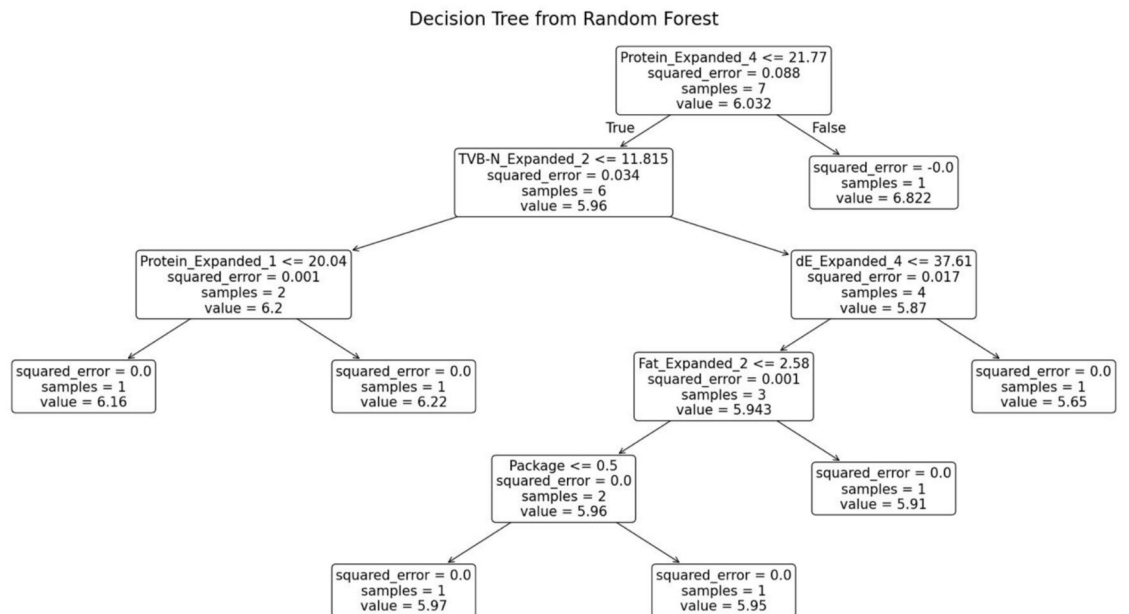 Decision Tree from Random Forest
Protein_Expanded_4 <= 21.77
squared_error = 0.088
samples = 7
value = 6.032
True
False
TVB-N_Expanded_2 <= 11.815
squared_error = 0.034
samples = 6
value = 5.96
squared_error = -0.0
samples = 1
value = 6.822
Protein_Expanded_1 <= 20.04
squared_error = 0.001
samples = 2
value = 6.2
dE_Expanded_4 <= 37.61
squared_error = 0.017
samples = 4
value = 5.87
squared_error = 0.0
samples = 1
value = 6.16
squared_error = 0.0
samples = 1
value = 6.22
Fat_Expanded_2 <= 2.58
squared_error = 0.001
samples = 3
value = 5.943
squared_error = 0.0
samples = 1
value = 5.65
Package <= 0.5
squared_error = 0.0
samples = 2
value = 5.96
squared_error = 0.0
samples = 1
value = 5.91
squared_error = 0.0
samples = 1
value = 5.97
squared_error = 0.0
samples = 1
value = 5.95